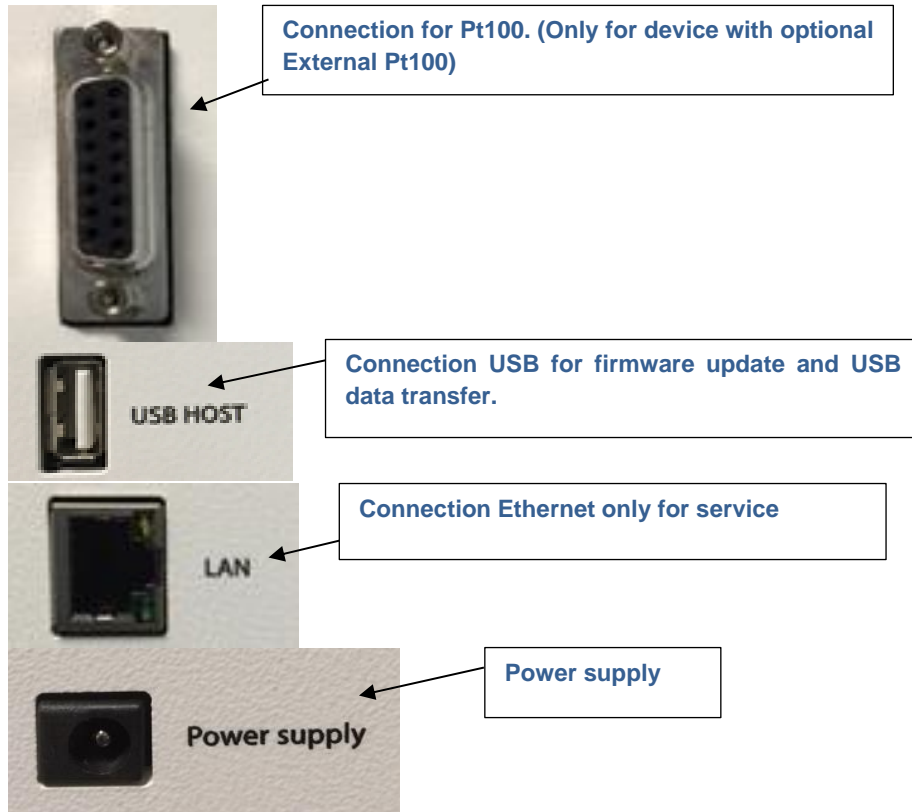 Connection for Pt100. (Only for device with optional
External Pt100)
Connection USB for firmware update and USB
data transfer.
USB HOST
Connection Ethernet only for service
LAN
Power supply
Power supply